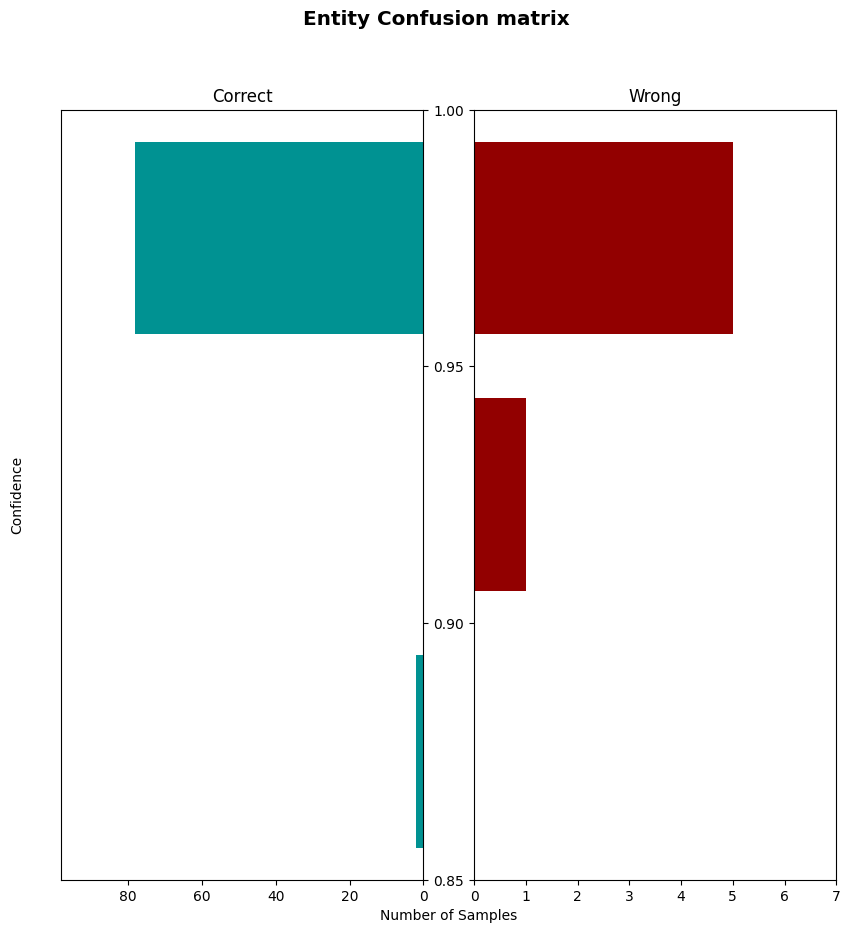 Entity Confusion matrix
Correct
Wrong
1.00
0.95
0.90
0.85
Confidence
80 60 40 20 0
0 1 2 3 4 5 6 7
Number of Samples